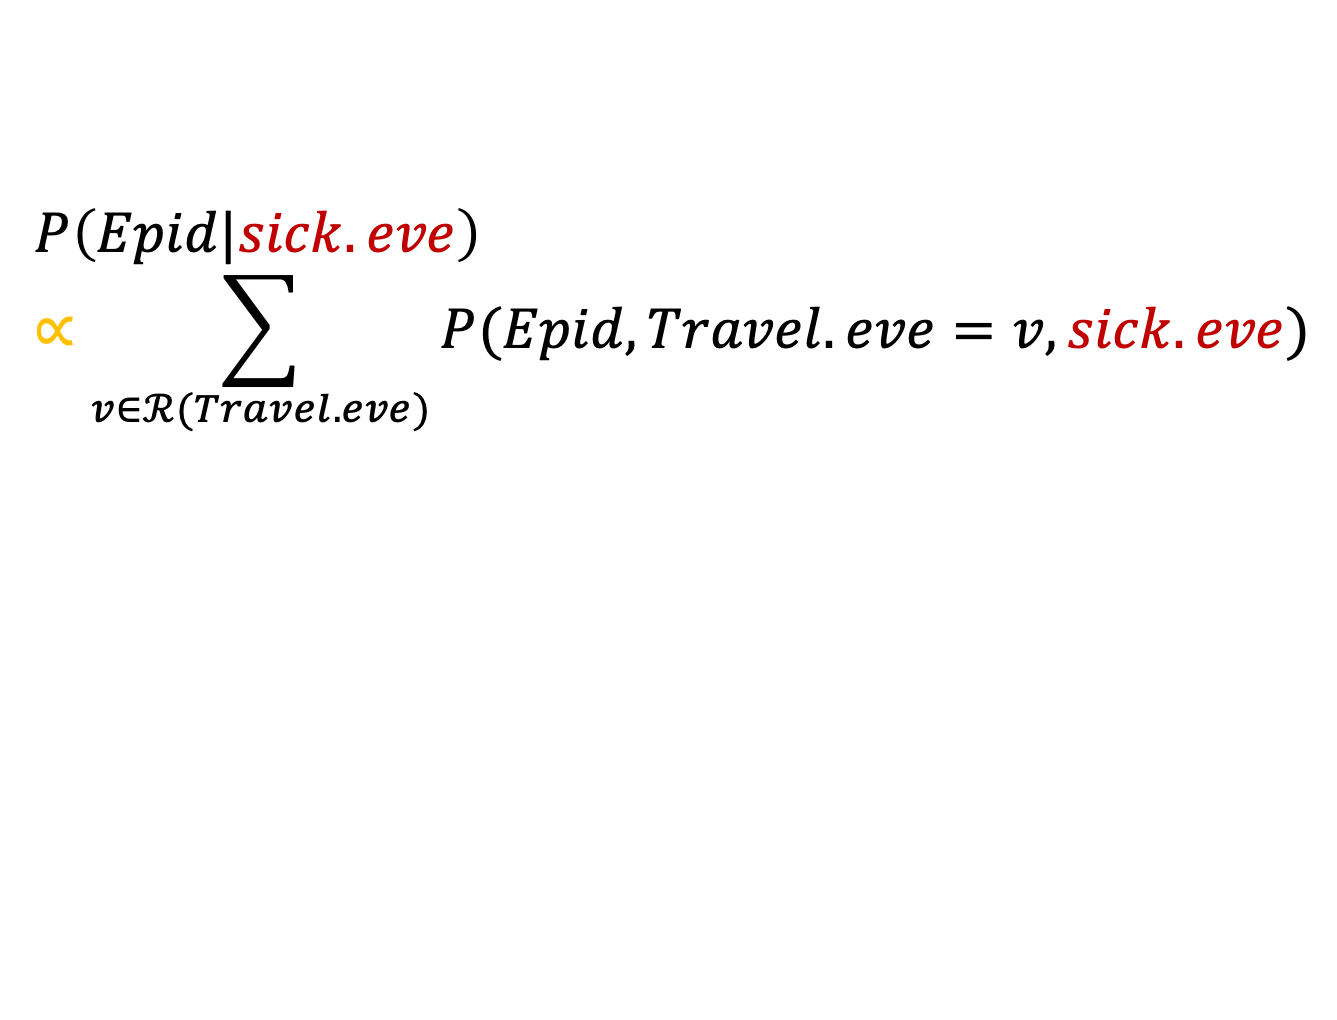 P(Epid|sick.eve)
∝ ∑ P(Epid, Travel.eve = v, sick.eve)
v∈ℛ(Travel.eve)